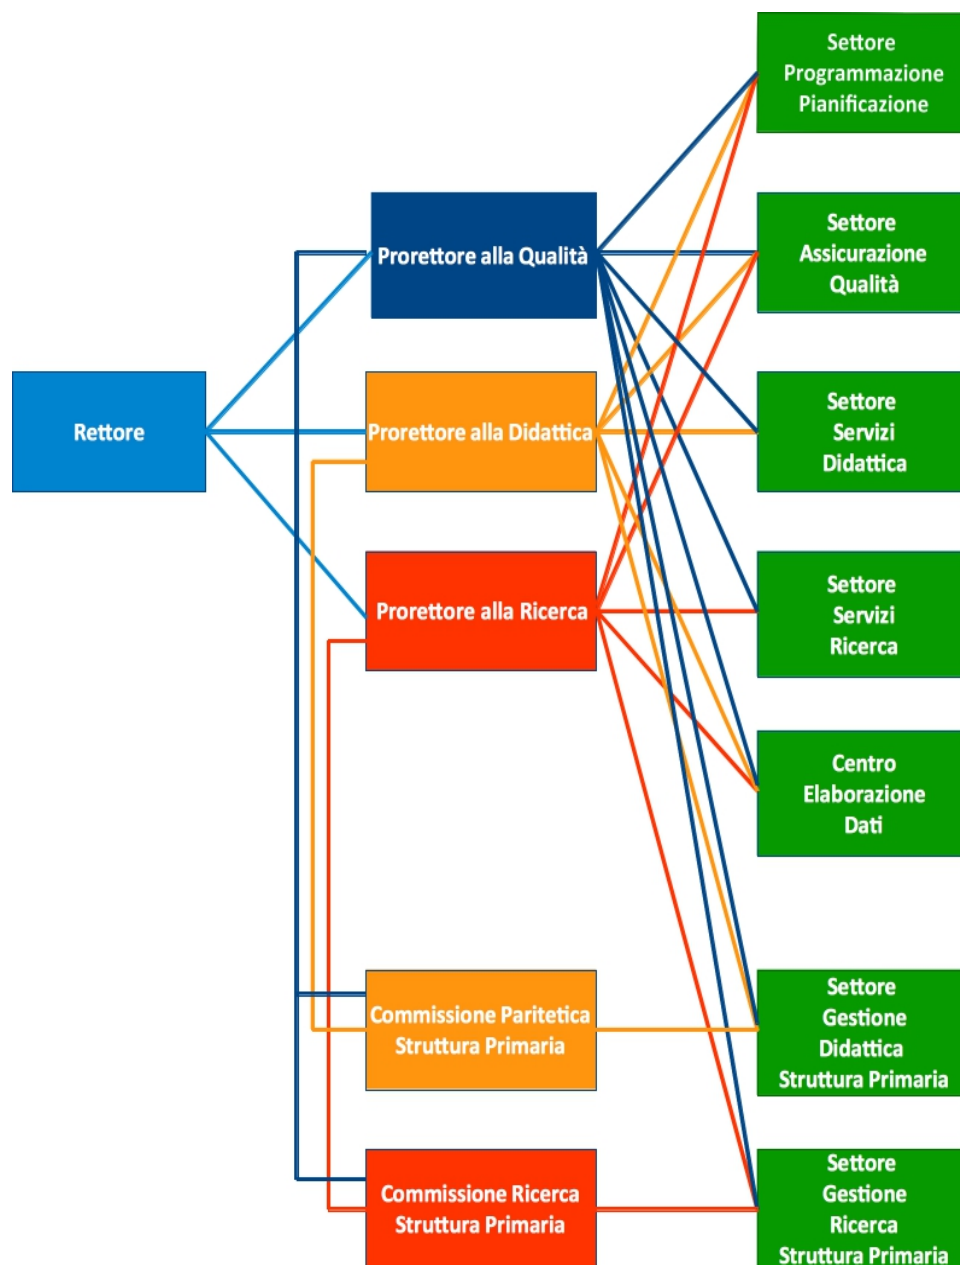 Settore
Programmazione
Pianificazione
Prorettore alla Qualità
Settore
Assicurazione
Qualità
Rettore
Prorettore alla Didattica
Settore
Servizi
Didattica
Prorettore alla Ricerca
Settore
Servizi
Ricerca
Centro
Elaborazione
Dati
Commissione Paritetica
Struttura Primaria
Settore
Gestione
Didattica
Struttura Primaria
Commissione Ricerca
Struttura Primaria
Settore
Gestione
Ricerca
Struttura Primaria